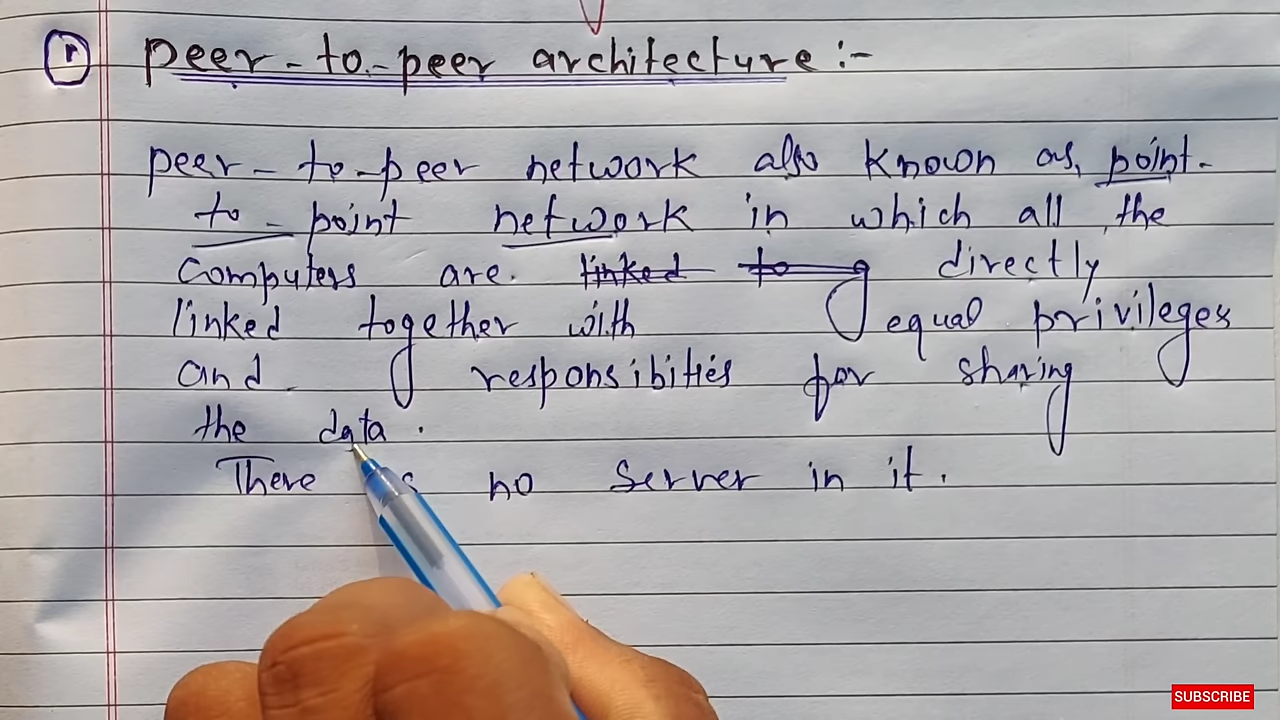 1 peer-to-peer architecture :-
peer-to-peer network also known as, point-
to-point network in which all the
computers are. linked to directly
linked together with equal privileges
and responsibities for sharing
the data.
There no server in it.
SUBSCRIBE